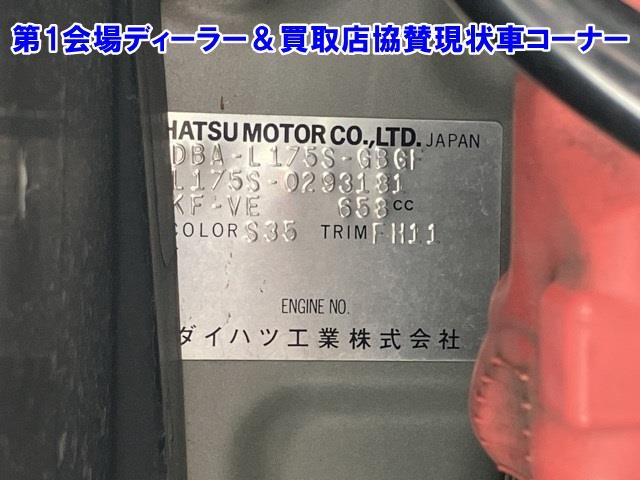 第1会場ディーラー&買取店協賛現状車コーナー
HATSU MOTOR CO.,LTD. JAPAN
DBA-L175S-GBGF
L175S-0293181
KF-VE 658 CC
COLOR S35 TRIM FH11
ENGINE NO.
ダイハツ工業株式会社